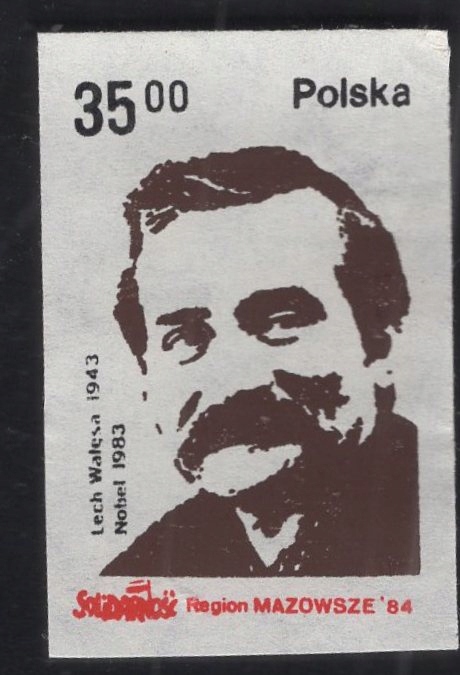 35 00 Polska
Lech Wałęsa 1943
Nobel 1983
SOLIDARNOŚĆ Region MAZOWSZE '84